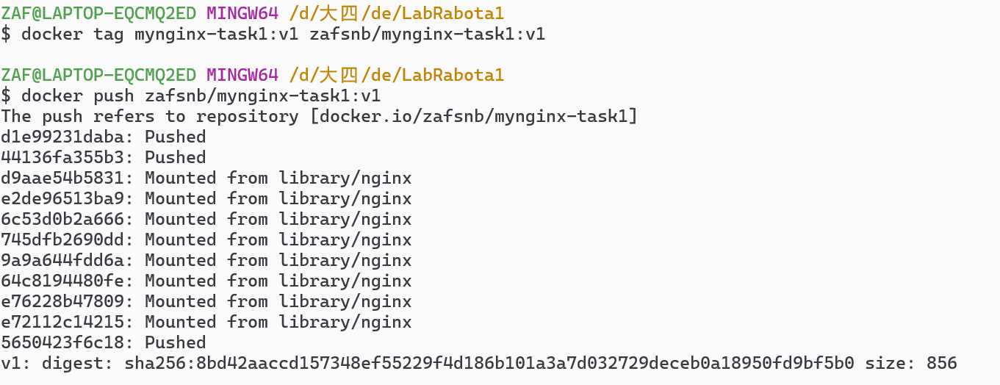 ZAF@LAPTOP-EQCMQ2ED MINGW64 /d/大四/de/LabRabota1
$ docker tag mynginx-task1:v1 zafsnb/mynginx-task1:v1
ZAF@LAPTOP-EQCMQ2ED MINGW64 /d/大四/de/LabRabota1
$ docker push zafsnb/mynginx-task1:v1
The push refers to repository [docker.io/zafsnb/mynginx-task1]
d1e99231daba: Pushed
44136fa355b3: Pushed
d9aae54b5831: Mounted from library/nginx
e2de96513ba9: Mounted from library/nginx
6c53d0b2a666: Mounted from library/nginx
745dfb2690dd: Mounted from library/nginx
9a9a644fdd6a: Mounted from library/nginx
64c8194480fe: Mounted from library/nginx
e76228b47809: Mounted from library/nginx
e72112c14215: Mounted from library/nginx
5650423f6c18: Pushed
v1: digest: sha256:8bd42aaccd157348ef55229f4d186b101a3a7d032729deceb0a18950fd9bf5b0 size: 856